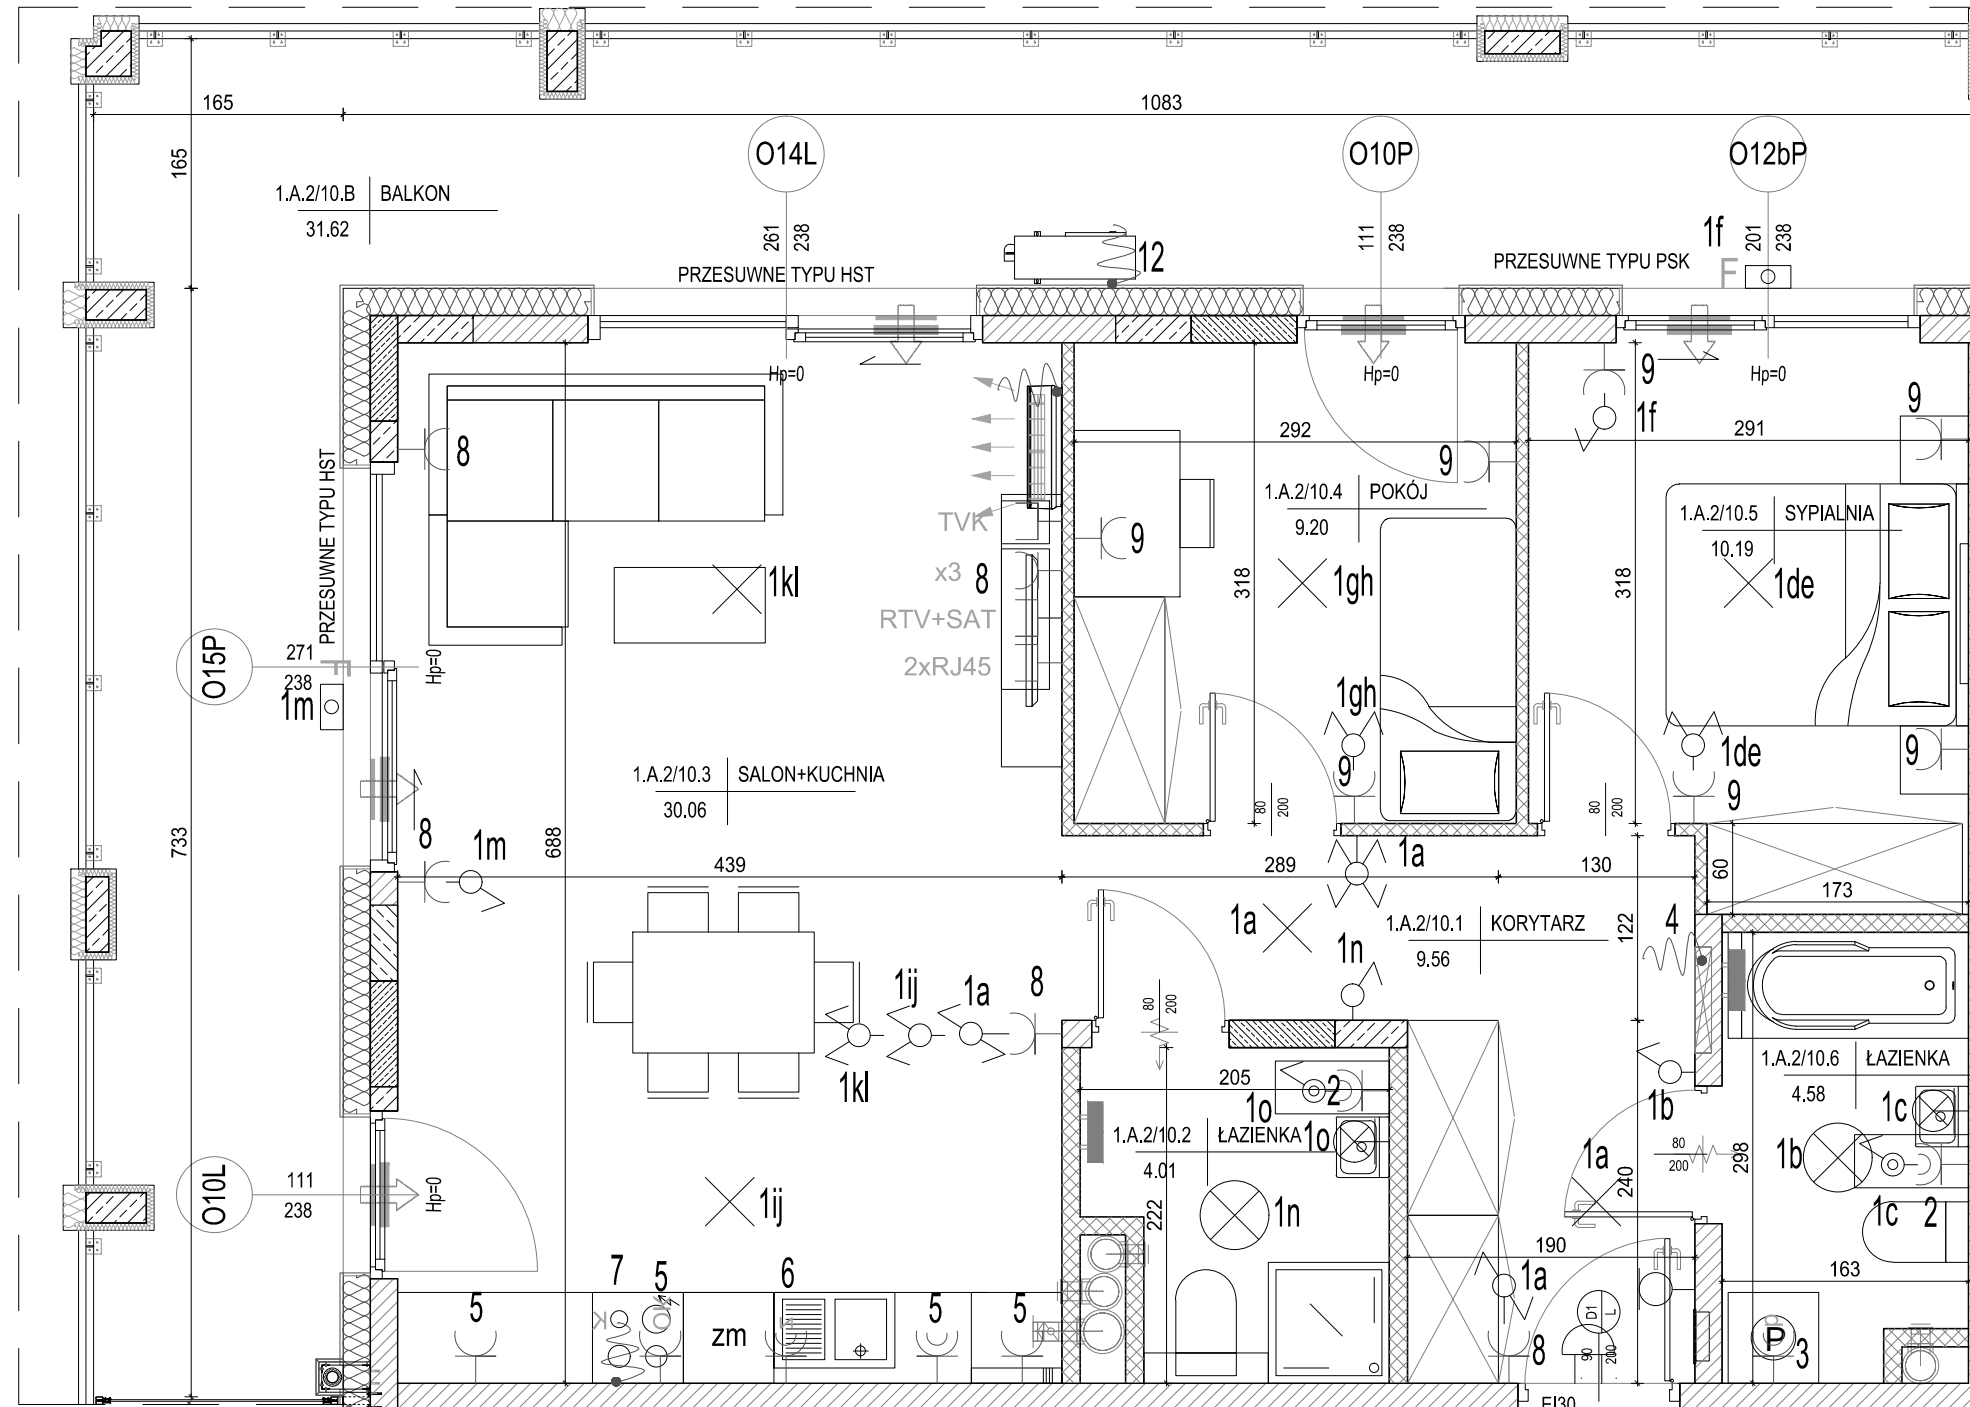 165
1083
165
O14L
O10P
O12bP
1.A.2/10.B
BALKON
31.62
261
238
111
238
1f
201
238
F
12
PRZESUWNE TYPU HST
PRZESUWNE TYPU PSK
Hp=0
Hp=0
Hp=0
9
1f
9
8
PRZESUWNE TYPU HST
292
291
9
1.A.2/10.4
POKÓJ
9.20
1.A.2/10.5
SYPIALNIA
10.19
TVK
9
x3
8
1kl
318
1gh
318
1de
RTV+SAT
2xRJ45
O15P
271
238
F
Hp=0
1m
1gh
1de
9
9
9
1.A.2/10.3
SALON+KUCHNIA
30.06
80
200
80
200
733
688
8
1m
439
289
1a
130
60
173
1a
1.A.2/10.1
KORYTARZ
9.56
122
4
1n
1ij
1a
8
80
200
1kl
205
2
1o
1.A.2/10.2
ŁAZIENKA
4.01
1o
1b
1.A.2/10.6
ŁAZIENKA
4.58
1c
1a
80
200
298
1b
O10L
111
238
Hp=0
1ij
222
1n
240
1c
2
190
163
7
5
6
5
5
5
1a
K
zm
D1
L
8
90
200
P
3
EI30